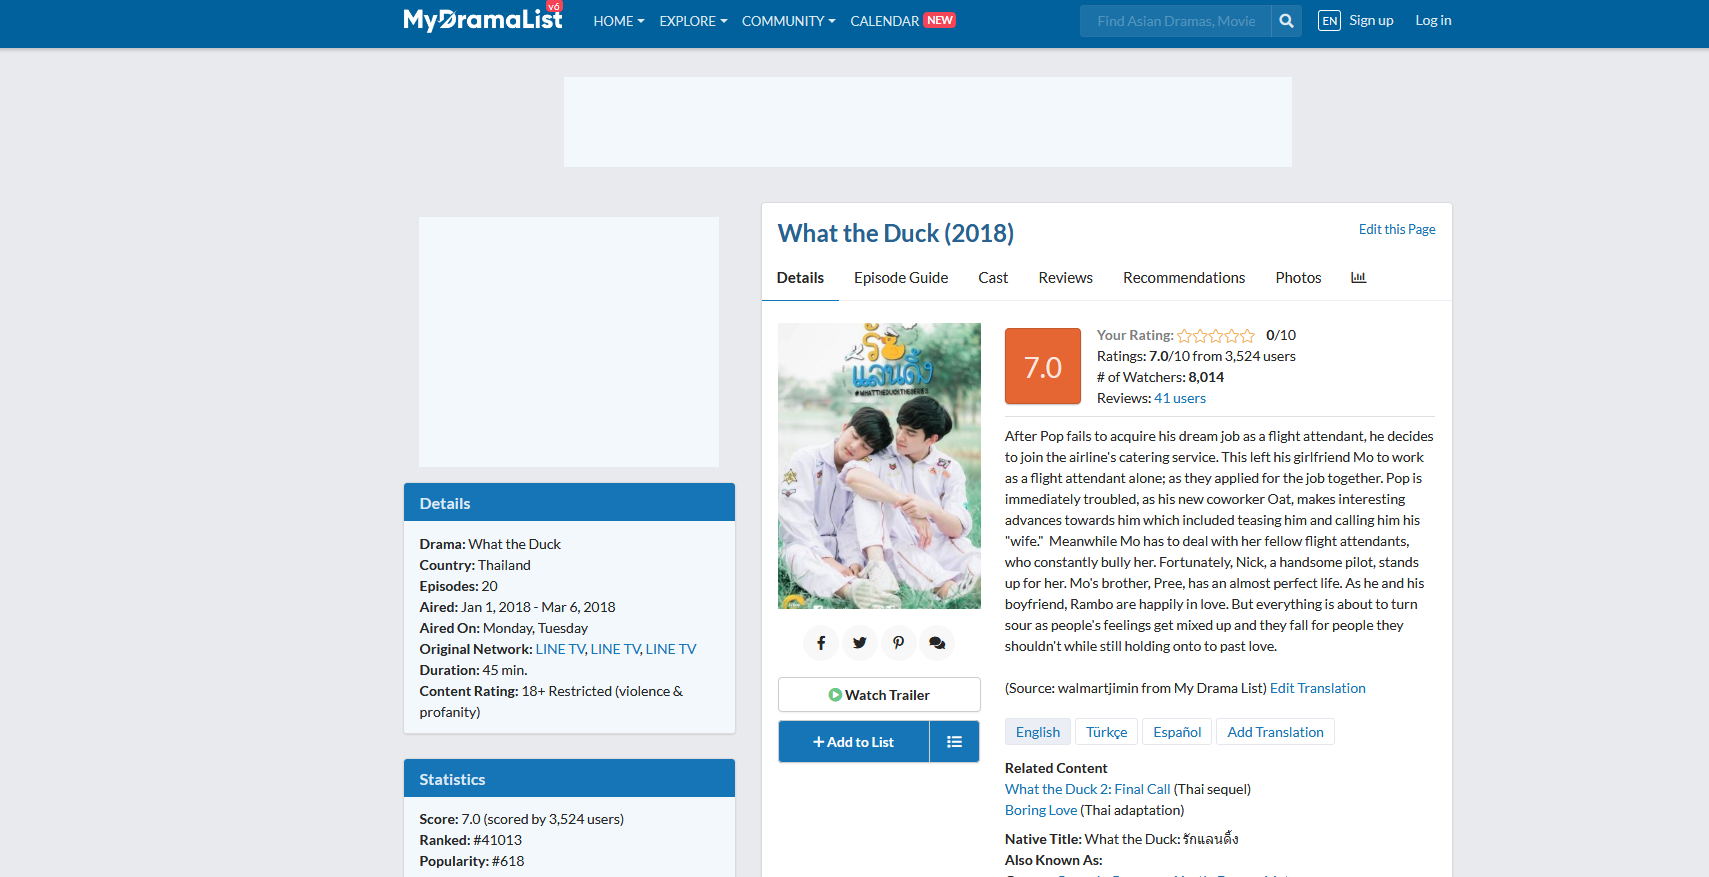 MyDramaList v6
HOME EXPLORE COMMUNITY CALENDAR NEW
Find Asian Dramas, Movie
EN Sign up Log in
What the Duck (2018)
Edit this Page
Details Episode Guide Cast Reviews Recommendations Photos
รัก
แลนดิ้ง
#WHATTHEDUCKTHESERIES
7.0
Your Rating: 0/10
Ratings: 7.0/10 from 3,524 users
# of Watchers: 8,014
Reviews: 41 users
After Pop fails to acquire his dream job as a flight attendant, he decides
to join the airline's catering service. This left his girlfriend Mo to work
as a flight attendant alone; as they applied for the job together. Pop is
immediately troubled, as his new coworker Oat, makes interesting
advances towards him which included teasing him and calling him his
"wife." Meanwhile Mo has to deal with her fellow flight attendants,
who constantly bully her. Fortunately, Nick, a handsome pilot, stands
up for her. Mo's brother, Pree, has an almost perfect life. As he and his
boyfriend, Rambo are happily in love. But everything is about to turn
sour as people's feelings get mixed up and they fall for people they
shouldn't while still holding onto to past love.
(Source: walmartjimin from My Drama List) Edit Translation
English Türkçe Español Add Translation
Related Content
What the Duck 2: Final Call (Thai sequel)
Boring Love (Thai adaptation)
Native Title: What the Duck: รักแลนดิ้ง
Also Known As:
Watch Trailer
+ Add to List
Details
Drama: What the Duck
Country: Thailand
Episodes: 20
Aired: Jan 1, 2018 - Mar 6, 2018
Aired On: Monday, Tuesday
Original Network: LINE TV, LINE TV, LINE TV
Duration: 45 min.
Content Rating: 18+ Restricted (violence &
profanity)
Statistics
Score: 7.0 (scored by 3,524 users)
Ranked: #41013
Popularity: #618